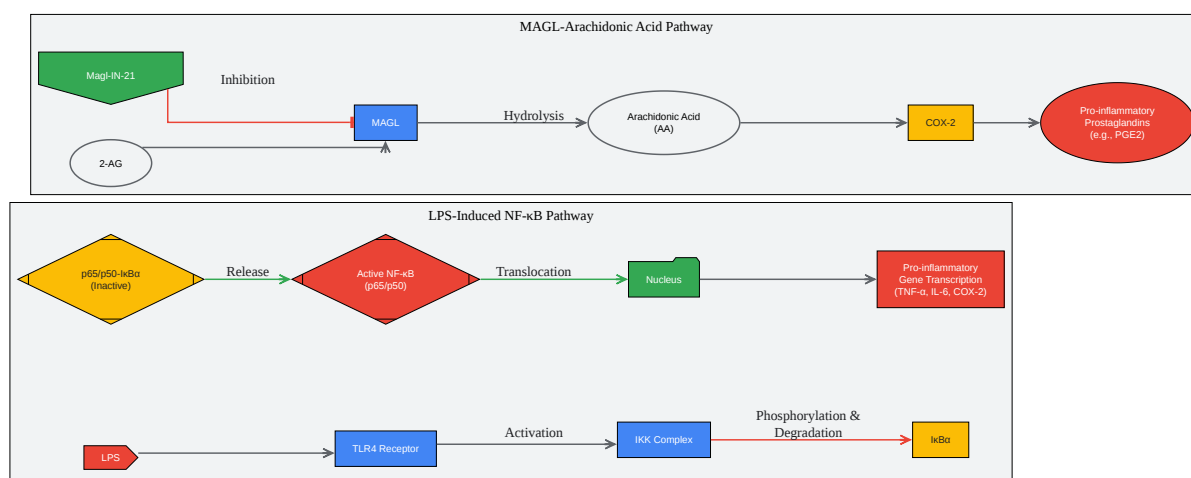 MAGL-Arachidonic Acid Pathway
Magl-IN-21
Inhibition
MAGL
Hydrolysis
Arachidonic Acid
(AA)
COX-2
Pro-inflammatory
Prostaglandins
(e.g., PGE2)
2-AG
LPS-Induced NF-κB Pathway
p65/p50-IκBα
(Inactive)
Release
Active NF-κB
(p65/p50)
Translocation
Nucleus
Pro-inflammatory
Gene Transcription
(TNF-α, IL-6, COX-2)
LPS
TLR4 Receptor
Activation
IKK Complex
Phosphorylation &
Degradation
IκBα